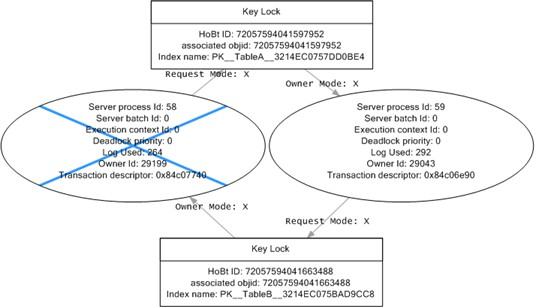 Key Lock
HoBt ID: 72057594041597952
associated objid: 72057594041597952
Index name: PK__TableA__3214EC0757DD0BE4
Request Mode: X
Owner Mode: X
Server process Id: 58
Server batch Id: 0
Execution context Id: 0
Deadlock priority: 0
Log Used: 264
Owner Id: 29199
Transaction descriptor: 0x84c07740
Server process Id: 59
Server batch Id: 0
Execution context Id: 0
Deadlock priority: 0
Log Used: 292
Owner Id: 29043
Transaction descriptor: 0x84c06e90
Owner Mode: X
Request Mode: X
Key Lock
HoBt ID: 72057594041663488
associated objid: 72057594041663488
Index name: PK__TableB__3214EC075BAD9CC8